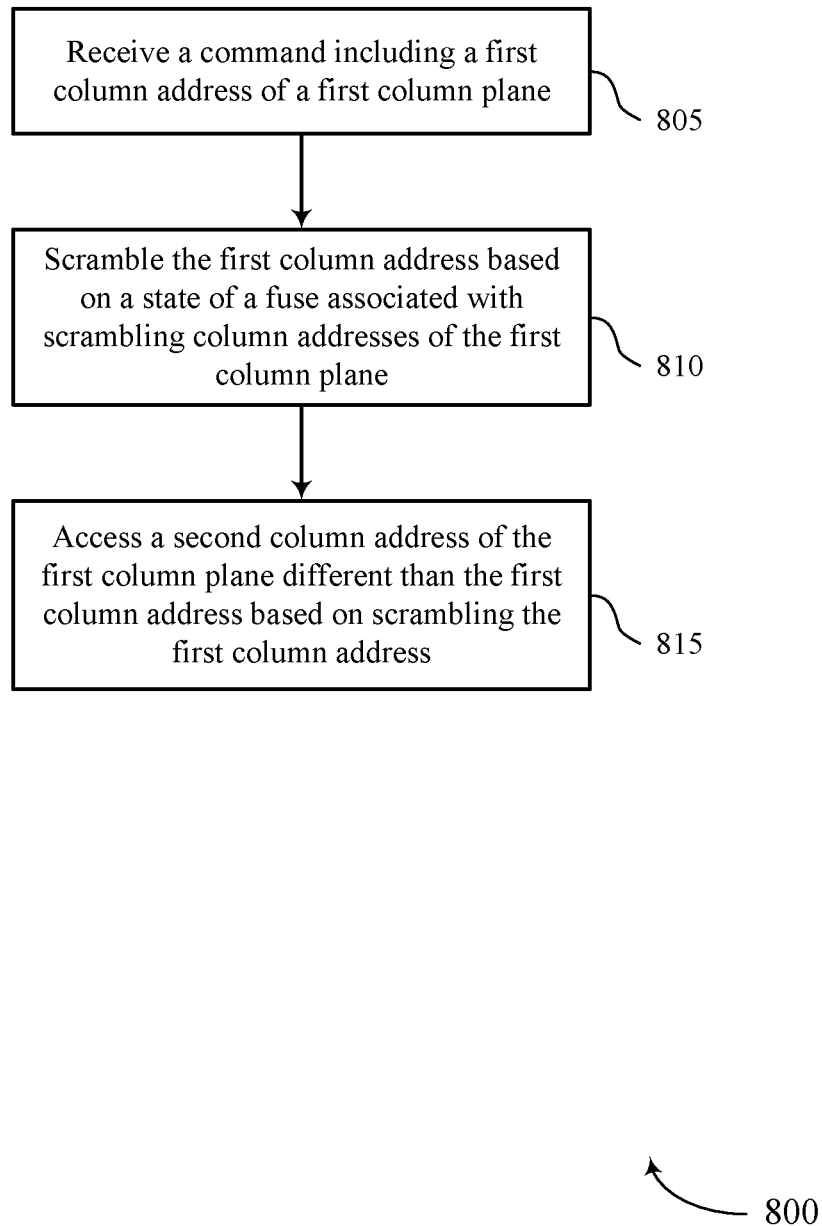 Receive a command including a first
column address of a first column plane
805
Scramble the first column address based
on a state of a fuse associated with
scrambling column addresses of the first
column plane
810
Access a second column address of the
first column plane different than the first
column address based on scrambling the
first column address
815
800